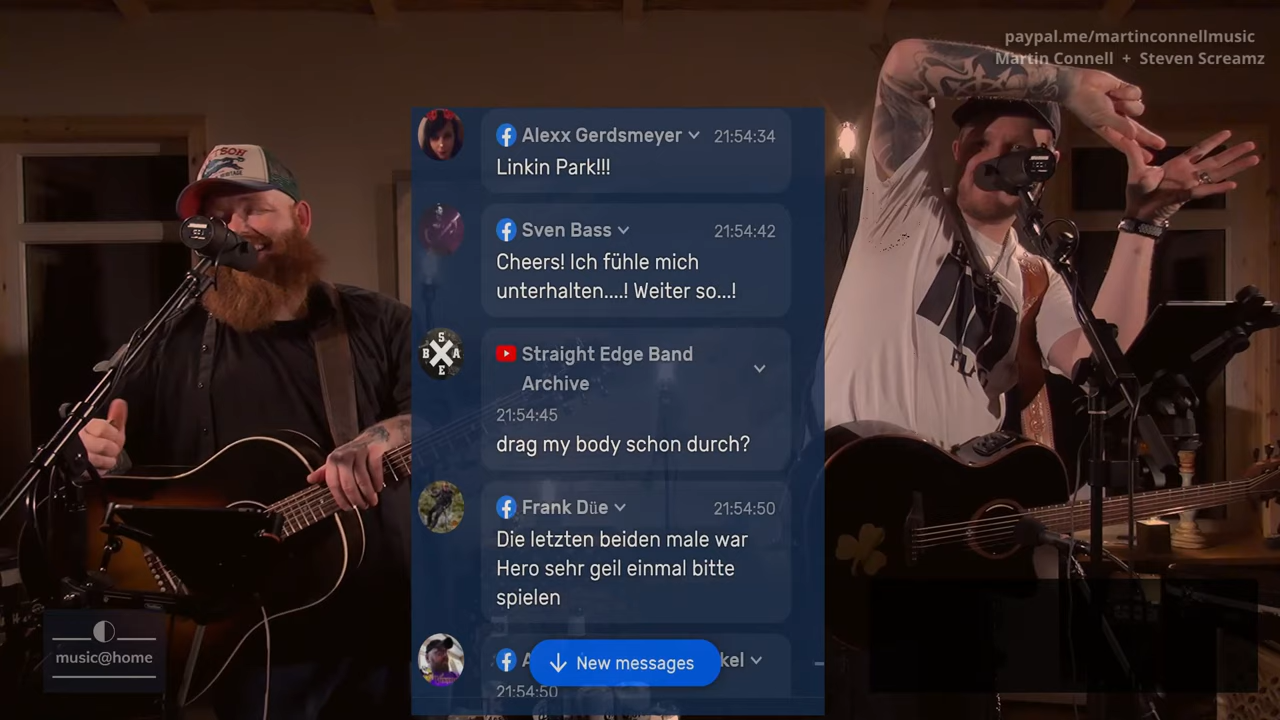 paypal.me/martinconnellmusic
Martin Connell + Steven Screamz
Alexx Gerdsmeyer 21:54:34
Linkin Park!!!
Sven Bass 21:54:42
Cheers! Ich fühle mich
unterhalten....! Weiter so...!
Straight Edge Band
Archive
21:54:45
drag my body schon durch?
S
B X A
E
Frank Düe 21:54:50
Die letzten beiden male war
Hero sehr geil einmal bitte
spielen
New messages
21:54:50
music@home